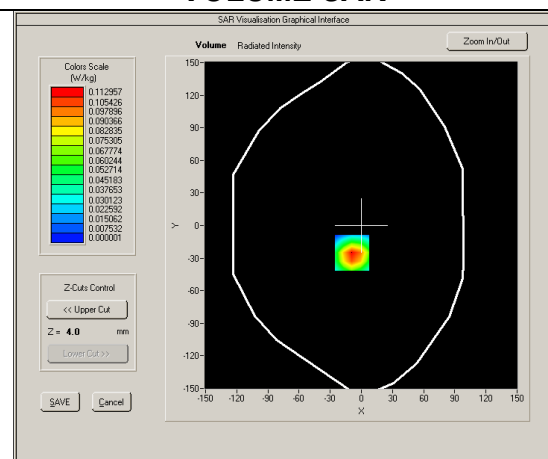 VOLUME SAR
SAR Visualisation Graphical Interface
Volume Radiated Intensity
Zoom In/Out
Colors Scale
(W/kg)
0.112957
0.105426
0.097896
0.090366
0.082835
0.075305
0.067774
0.060244
0.052714
0.045183
0.037653
0.030123
0.022592
0.015062
0.007532
0.000001
Z-Cuts Control
<< Upper Cut
Z = 4.0 mm
Lower Cut >>
SAVE Cancel
150
120
90
60
30
0
-30
-60
-90
-120
-150
Y
-150 -120 -90 -60 -30 0 30 60 90 120 150
X